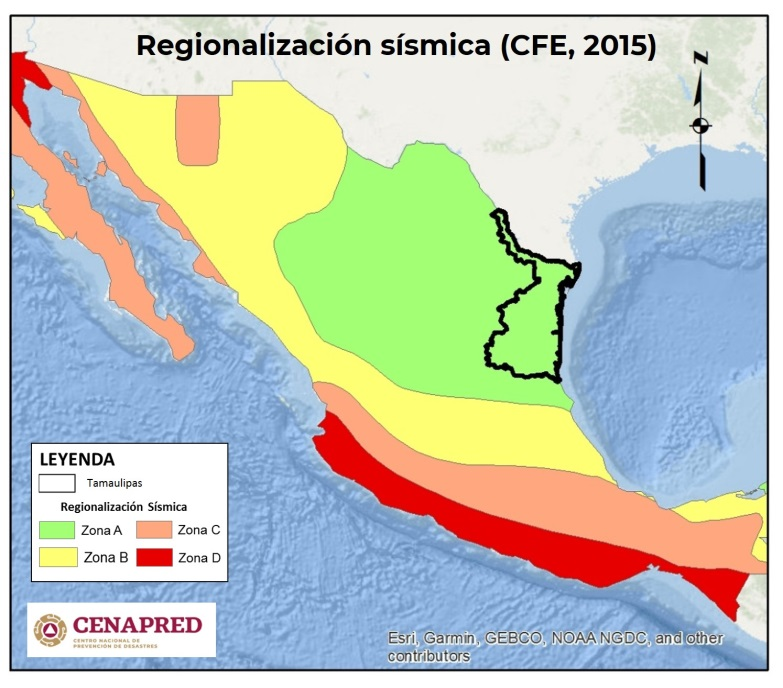 Regionalización sísmica (CFE, 2015)
N
LEYENDA
Tamaulipas
Regionalización Sísmica
Zona A
Zona C
Zona B
Zona D
CENAPRED
CENTRO NACIONAL DE
PREVENCIÓN DE DESASTRES
Esri, Garmin, GEBCO, NOAA NGDC, and other
contributors